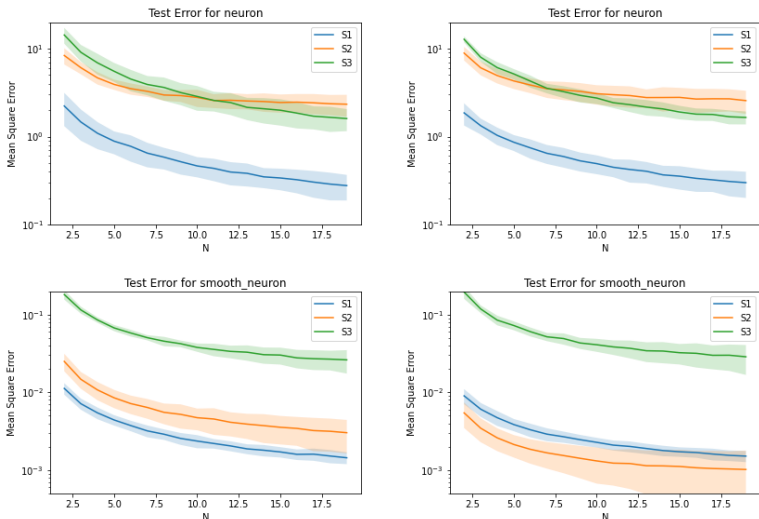 Test Error for neuron
Mean Square Error
10¹
10⁰
10⁻¹
S1
S2
S3
2.5 5.0 7.5 10.0 12.5 15.0 17.5
N
Test Error for neuron
Mean Square Error
10¹
10⁰
10⁻¹
S1
S2
S3
2.5 5.0 7.5 10.0 12.5 15.0 17.5
N
Test Error for smooth_neuron
Mean Square Error
10⁻¹
10⁻²
10⁻³
S1
S2
S3
2.5 5.0 7.5 10.0 12.5 15.0 17.5
N
Test Error for smooth_neuron
Mean Square Error
10⁻¹
10⁻²
10⁻³
S1
S2
S3
2.5 5.0 7.5 10.0 12.5 15.0 17.5
N